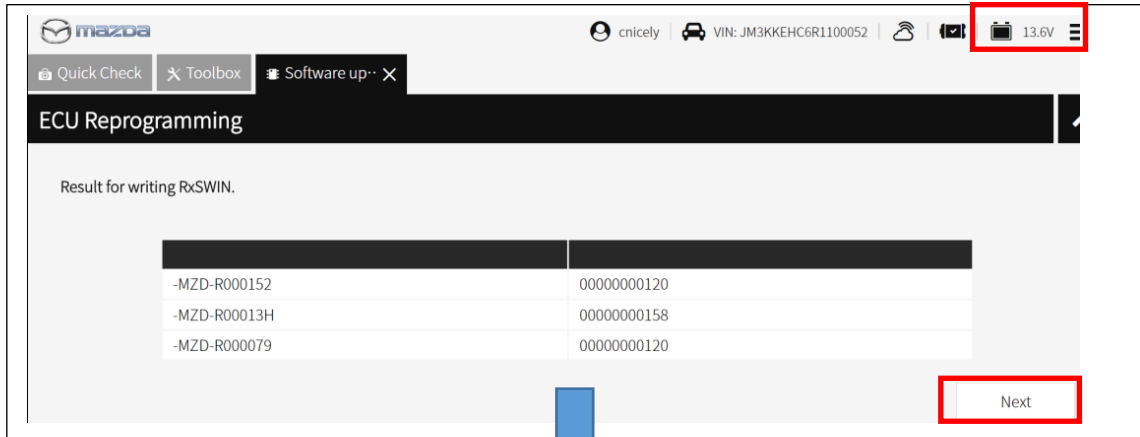 mazda
cnicely VIN: JM3KKEHC6R1100052 13.6V
Quick Check Toolbox Software up··
ECU Reprogramming
Result for writing RxSWIN.
-MZD-R000152 00000000120
-MZD-R00013H 00000000158
-MZD-R000079 00000000120
Next